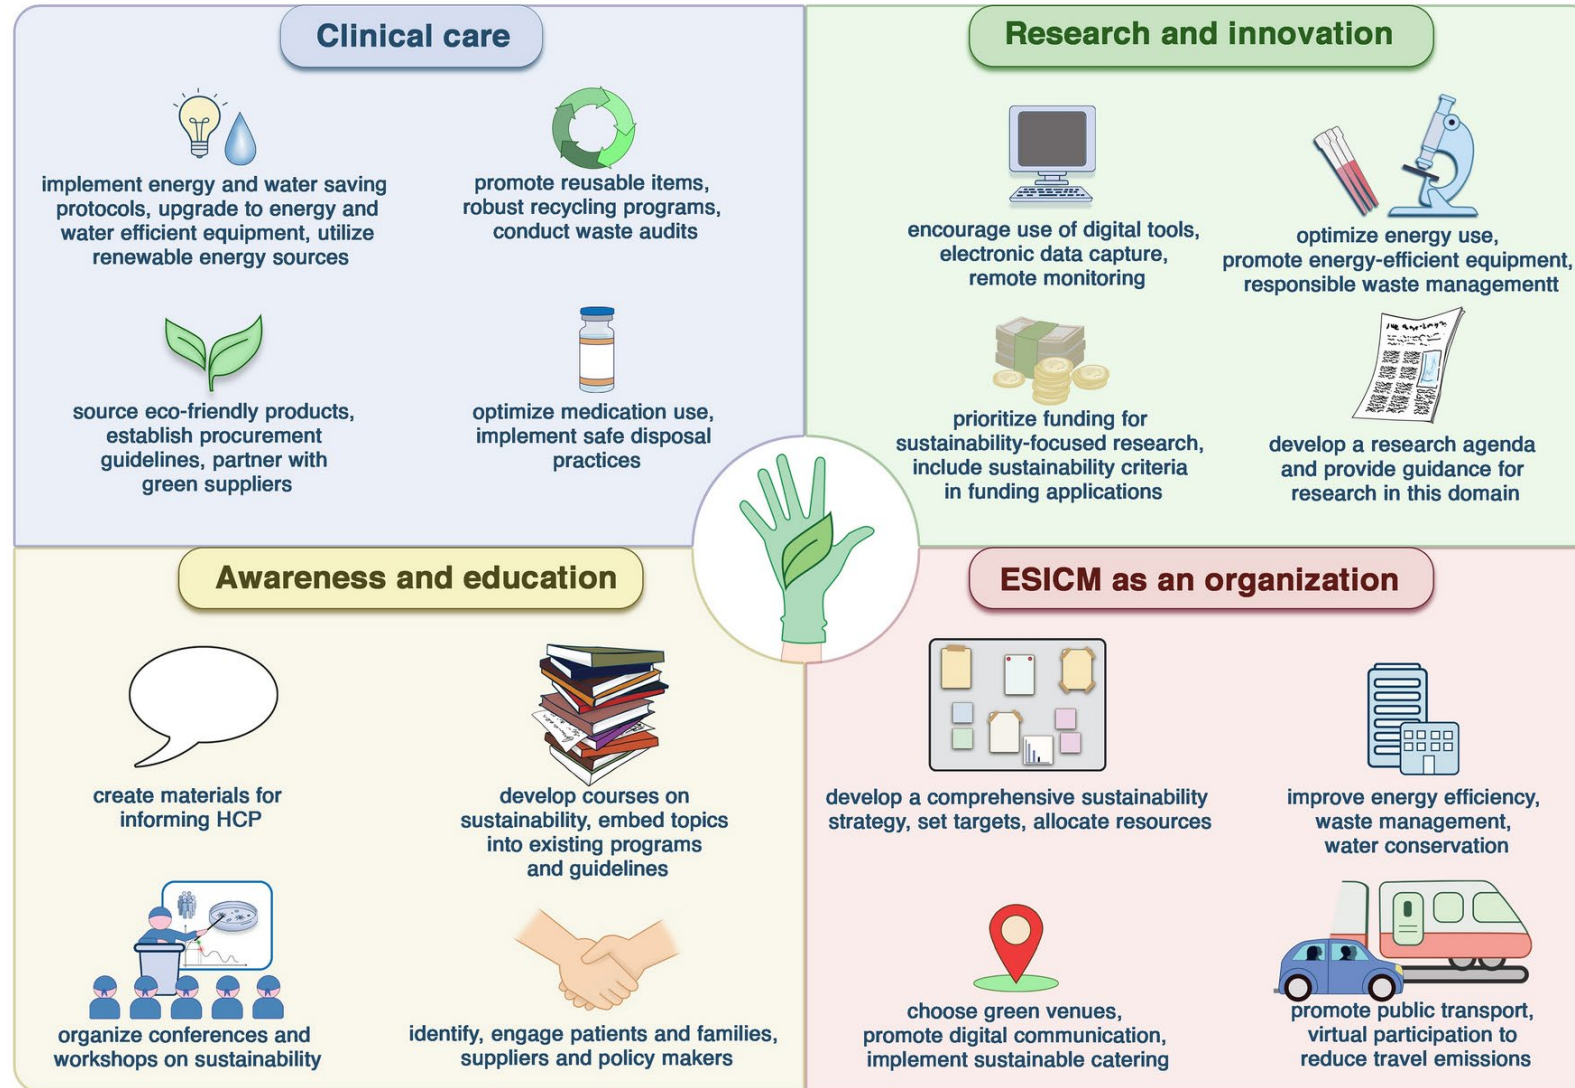 Clinical care
implement energy and water saving
protocols, upgrade to energy and
water efficient equipment, utilize
renewable energy sources
promote reusable items,
robust recycling programs,
conduct waste audits
source eco-friendly products,
establish procurement
guidelines, partner with
green suppliers
optimize medication use,
implement safe disposal
practices
Research and innovation
encourage use of digital tools,
electronic data capture,
remote monitoring
optimize energy use,
promote energy-efficient equipment,
responsible waste managementt
prioritize funding for
sustainability-focused research,
include sustainability criteria
in funding applications
develop a research agenda
and provide guidance for
research in this domain
Awareness and education
create materials for
informing HCP
develop courses on
sustainability, embed topics
into existing programs
and guidelines
organize conferences and
workshops on sustainability
identify, engage patients and families,
suppliers and policy makers
ESICM as an organization
develop a comprehensive sustainability
strategy, set targets, allocate resources
improve energy efficiency,
waste management,
water conservation
choose green venues,
promote digital communication,
implement sustainable catering
promote public transport,
virtual participation to
reduce travel emissions